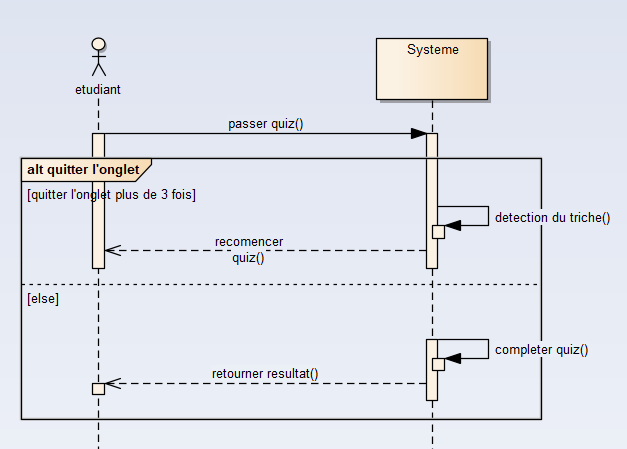 Systeme
etudiant
passer quiz()
alt quitter l'onglet
[quitter l'onglet plus de 3 fois]
detection du triche()
recomencer
quiz()
[else]
completer quiz()
retourner resultat()